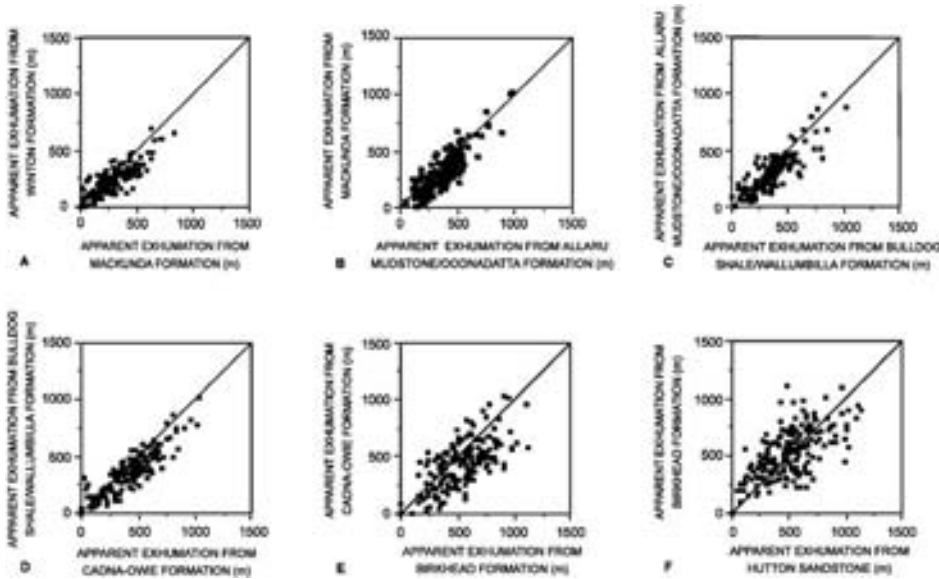 APPARENT EXHUMATION FROM
WINTON FORMATION (m)
1500
1000
500
0
0 500 1000 1500
APPARENT EXHUMATION FROM
A MACKUNDA FORMATION (m)
APPARENT EXHUMATION FROM
MACKUNDA FORMATION (m)
1500
1000
500
0
0 500 1000 1500
APPARENT EXHUMATION FROM ALLARU
B MUDSTONE/OODNADATTA FORMATION (m)
APPARENT EXHUMATION FROM ALLARU
MUDSTONE/OODNADATTA FORMATION (m)
1500
1000
500
0
0 500 1000 1500
APPARENT EXHUMATION FROM BULLDOG
C SHALE/WALLUMBILLA FORMATION (m)
APPARENT EXHUMATION FROM BULLDOG
SHALE/WALLUMBILLA FORMATION (m)
1500
1000
500
0
0 500 1000 1500
APPARENT EXHUMATION FROM
D CADNA-OWIE FORMATION (m)
APPARENT EXHUMATION FROM
CADNA-OWIE FORMATION (m)
1500
1000
500
0
0 500 1000 1500
APPARENT EXHUMATION FROM
E BIRKHEAD FORMATION (m)
APPARENT EXHUMATION FROM
BIRKHEAD FORMATION (m)
1500
1000
500
0
0 500 1000 1500
APPARENT EXHUMATION FROM
F HUTTON SANDSTONE (m)